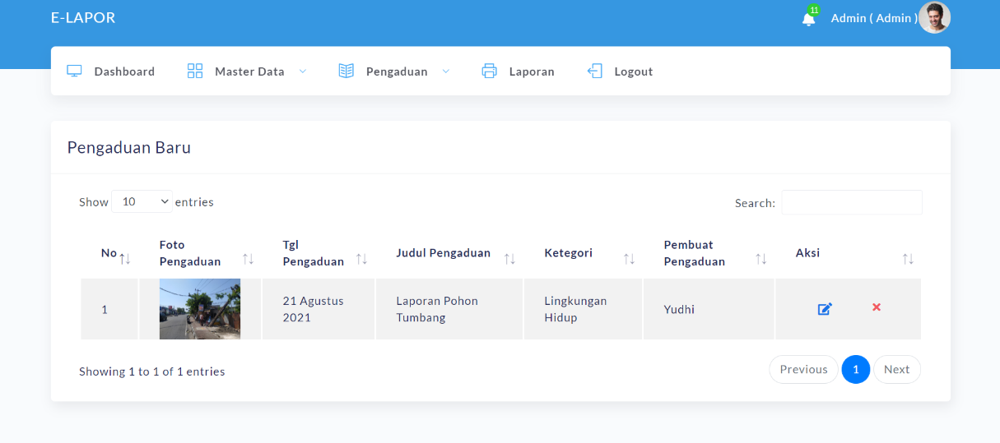 E-LAPOR
11
Admin ( Admin )
Dashboard
Master Data
Pengaduan
Laporan
Logout
Pengaduan Baru
Show 10 entries
Search:
No
Foto
Pengaduan
Tgl
Pengaduan
Judul Pengaduan
Ketegori
Pembuat
Pengaduan
Aksi
1
21 Agustus
2021
Laporan Pohon
Tumbang
Lingkungan
Hidup
Yudhi
Showing 1 to 1 of 1 entries
Previous
1
Next